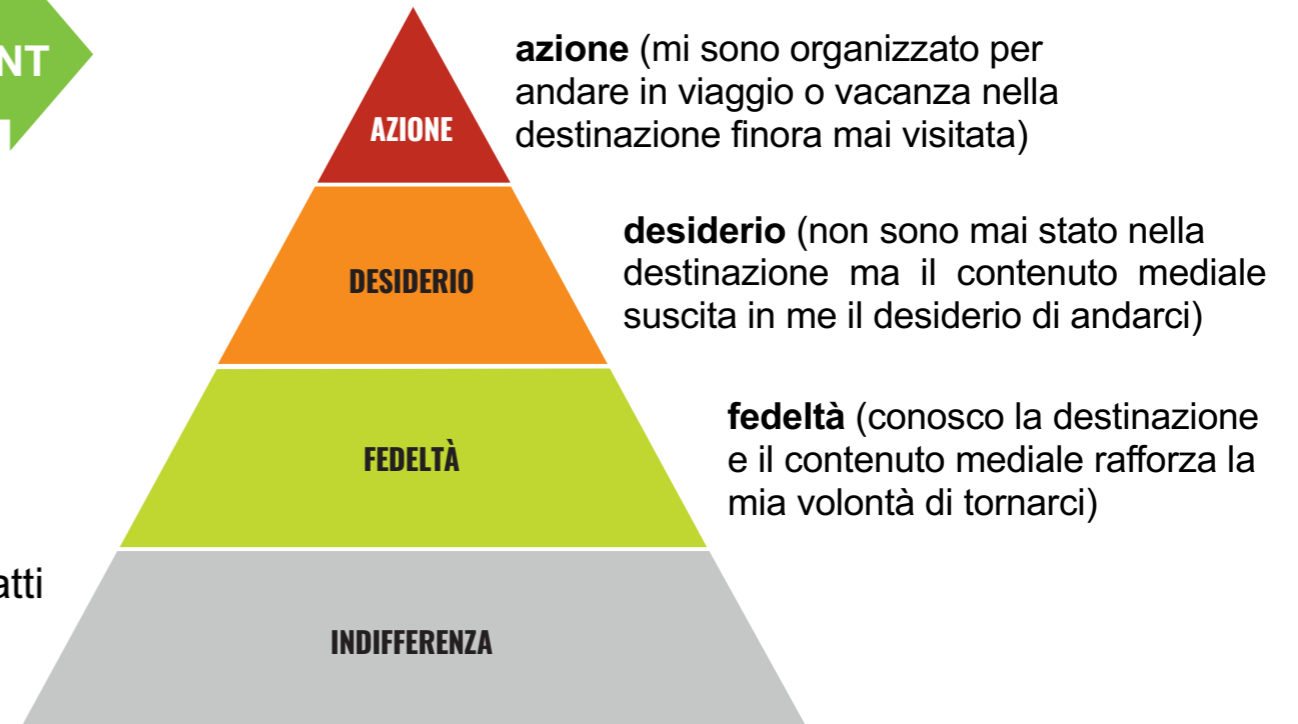 NT
azione (mi sono organizzato per
andare in viaggio o vacanza nella
destinazione finora mai visitata)
AZIONE
desiderio (non sono mai stato nella
destinazione ma il contenuto mediale
suscita in me il desiderio di andarci)
DESIDERIO
fedeltà (conosco la destinazione
e il contenuto mediale rafforza la
mia volontà di tornarci)
FEDELTÀ
atti
INDIFFERENZA